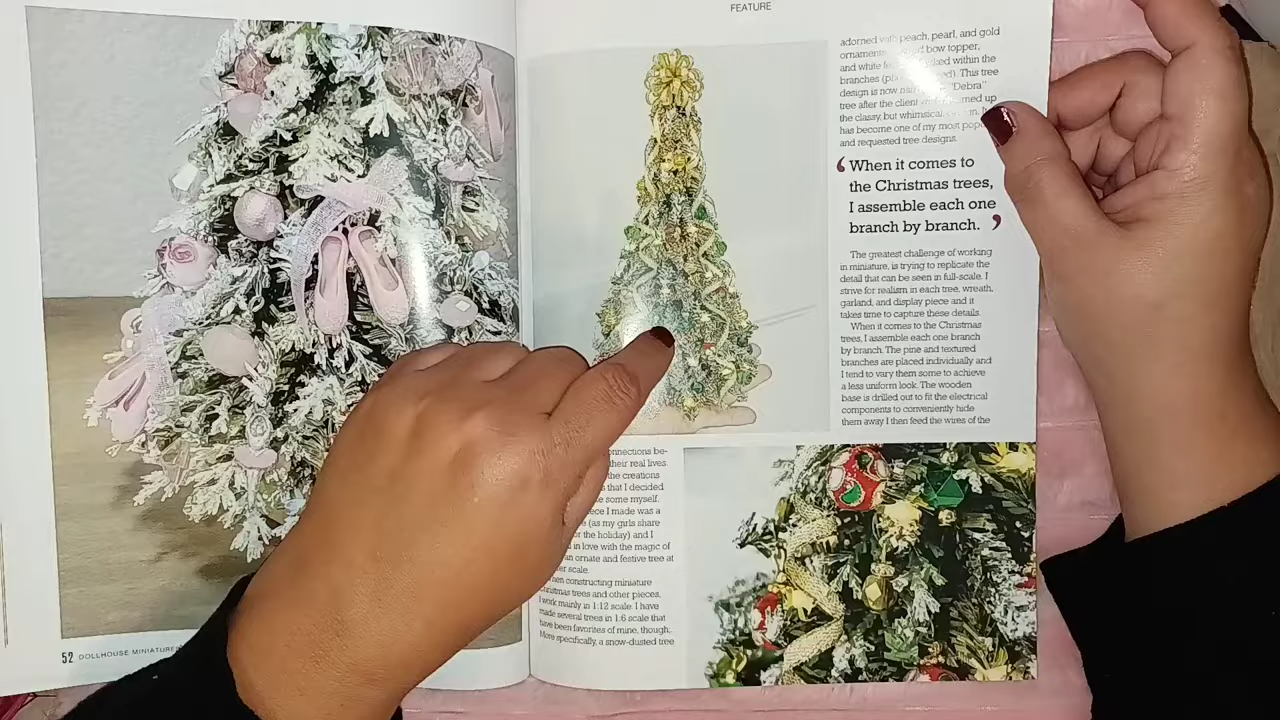 FEATURE
onnections be-
their real lives.
the creations
s that I decided
e some myself.
ece I made was a
e (as my girls share
or the holiday) and I
in love with the magic of
an ornate and festive tree at
er scale.
hen constructing miniature
Christmas trees and other pieces,
I work mainly in 1:12 scale. I have
made several trees in 1:6 scale that
have been favorites of mine, though;
More specifically, a snow-dusted tree
adorned with peach, pearl, and gold
bow topper,
and white within the
branches This tree
design is now "Debra"
tree after the client
the classy, but whimsical
has become one of my most
and requested tree designs.
‘ When it comes to
the Christmas trees,
I assemble each one
branch by branch. ’
The greatest challenge of working
in miniature, is trying to replicate the
detail that can be seen in full-scale. I
strive for realism in each tree, wreath,
garland, and display piece and it
takes time to capture these details.
When it comes to the Christmas
trees, I assemble each one branch
by branch. The pine and textured
branches are placed individually and
I tend to vary them some to achieve
a less uniform look. The wooden
base is drilled out to fit the electrical
components to conveniently hide
them away I then feed the wires of the
52 DOLLHOUSE MINIATURE